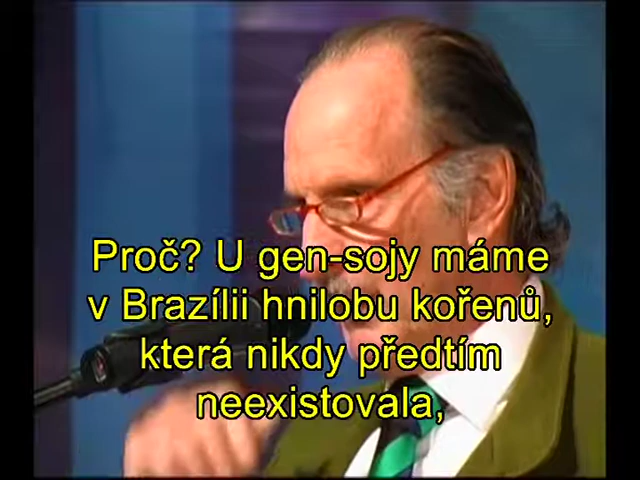 Proč? U gen-sojy máme
v Brazílii hnilobu kořenů,
která nikdy předtím
neexistovala,